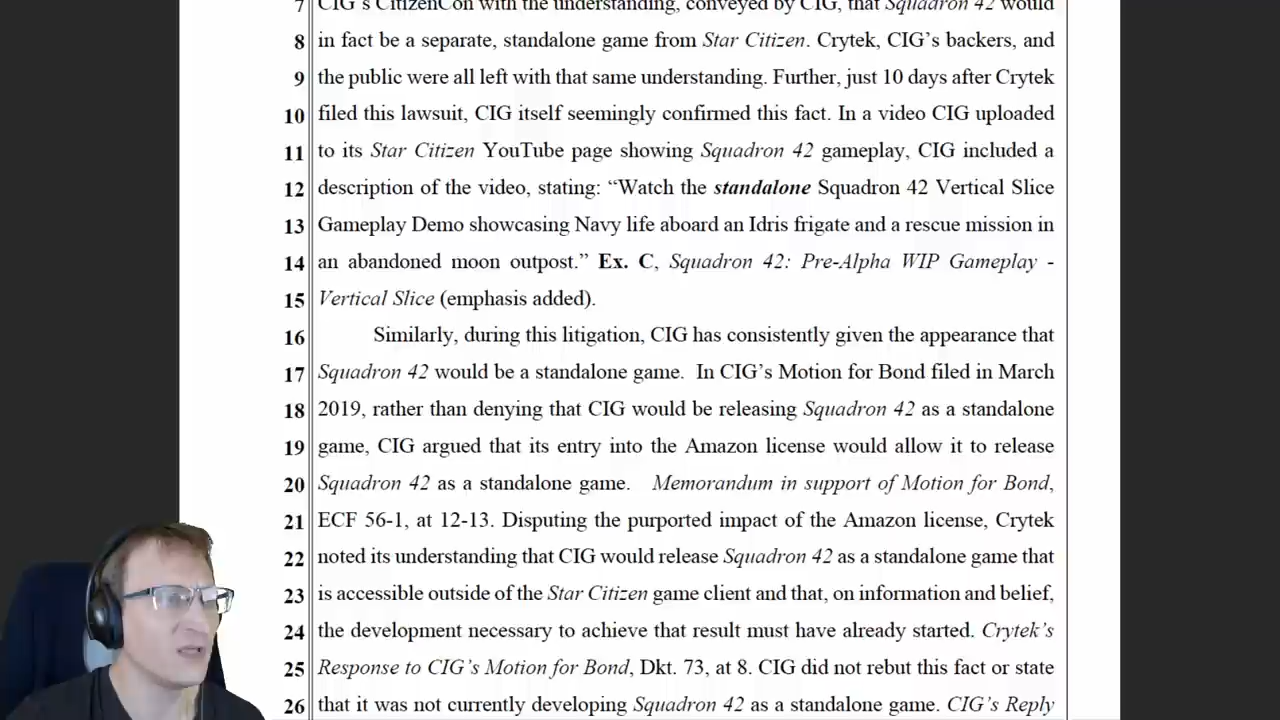 7 CIG's CitizenCon with the understanding, conveyed by CIG, that Squadron 42 would
8 in fact be a separate, standalone game from Star Citizen. Crytek, CIG's backers, and
9 the public were all left with that same understanding. Further, just 10 days after Crytek
10 filed this lawsuit, CIG itself seemingly confirmed this fact. In a video CIG uploaded
11 to its Star Citizen YouTube page showing Squadron 42 gameplay, CIG included a
12 description of the video, stating: “Watch the standalone Squadron 42 Vertical Slice
13 Gameplay Demo showcasing Navy life aboard an Idris frigate and a rescue mission in
14 an abandoned moon outpost.” Ex. C, Squadron 42: Pre-Alpha WIP Gameplay -
15 Vertical Slice (emphasis added).
16 Similarly, during this litigation, CIG has consistently given the appearance that
17 Squadron 42 would be a standalone game. In CIG's Motion for Bond filed in March
18 2019, rather than denying that CIG would be releasing Squadron 42 as a standalone
19 game, CIG argued that its entry into the Amazon license would allow it to release
20 Squadron 42 as a standalone game. Memorandum in support of Motion for Bond,
21 ECF 56-1, at 12-13. Disputing the purported impact of the Amazon license, Crytek
22 noted its understanding that CIG would release Squadron 42 as a standalone game that
23 is accessible outside of the Star Citizen game client and that, on information and belief,
24 the development necessary to achieve that result must have already started. Crytek's
25 Response to CIG's Motion for Bond, Dkt. 73, at 8. CIG did not rebut this fact or state
26 that it was not currently developing Squadron 42 as a standalone game. CIG's Reply